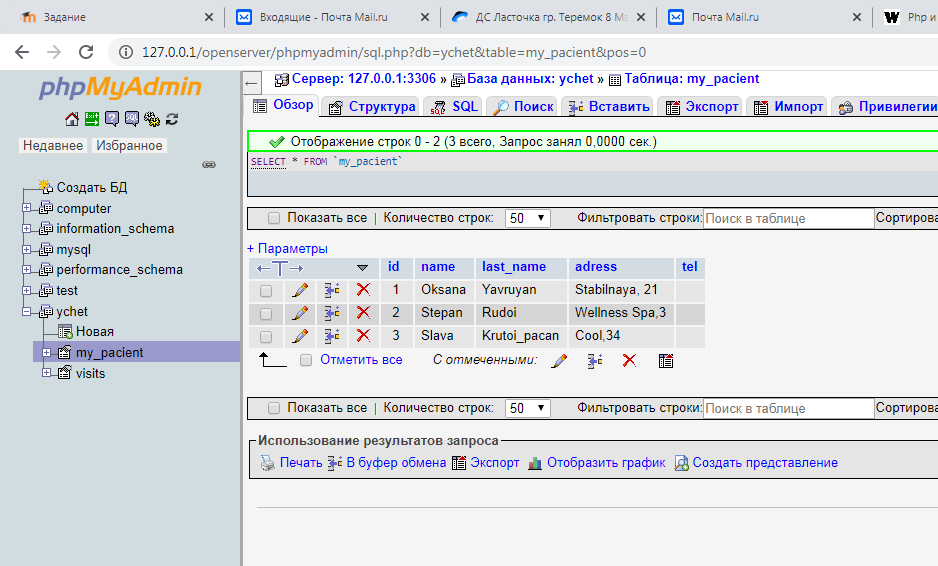 Задание
Входящие - Почта Mail.ru
ДС Ласточка гр. Теремок 8 Ма
Почта Mail.ru
Php и
127.0.0.1/openserver/phpmyadmin/sql.php?db=ychet&table=my_pacient&pos=0
phpMyAdmin
Недавнее Избранное
Создать БД
computer
information_schema
mysql
performance_schema
test
ychet
Новая
my_pacient
visits
Сервер: 127.0.0.1:3306 » База данных: ychet » Таблица: my_pacient
Обзор Структура SQL Поиск Вставить Экспорт Импорт Привилегии
Отображение строк 0 - 2 (3 всего, Запрос занял 0,0000 сек.)
SELECT * FROM `my_pacient`
Показать все | Количество строк: 50 Фильтровать строки: Поиск в таблице Сортирова
+ Параметры
id name last_name adress tel
1 Oksana Yavruyan Stabilnaya, 21
2 Stepan Rudoi Wellness Spa,3
3 Slava Krutoi_pacan Cool,34
Отметить все С отмеченными:
Показать все | Количество строк: 50 Фильтровать строки: Поиск в таблице Сортирова
Использование результатов запроса
Печать В буфер обмена Экспорт Отобразить график Создать представление